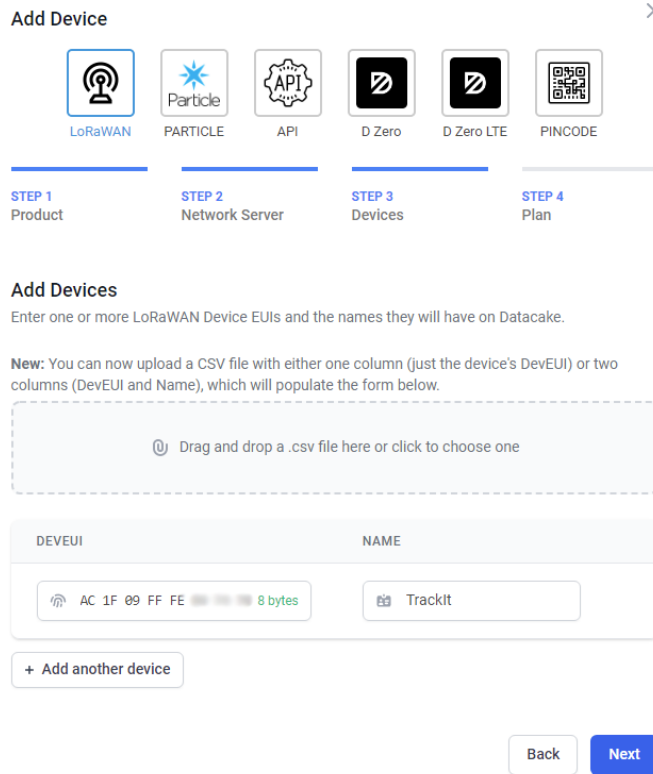 Add Device
Particle
API
LoRaWAN PARTICLE API D Zero D Zero LTE PINCODE
STEP 1 STEP 2 STEP 3 STEP 4
Product Network Server Devices Plan
Add Devices
Enter one or more LoRaWAN Device EUIs and the names they will have on Datacake.
New: You can now upload a CSV file with either one column (just the device's DevEUI) or two
columns (DevEUI and Name), which will populate the form below.
Drag and drop a .csv file here or click to choose one
DEVEUI NAME
AC 1F 09 FF FE 8 bytes TrackIt
+ Add another device
Back Next